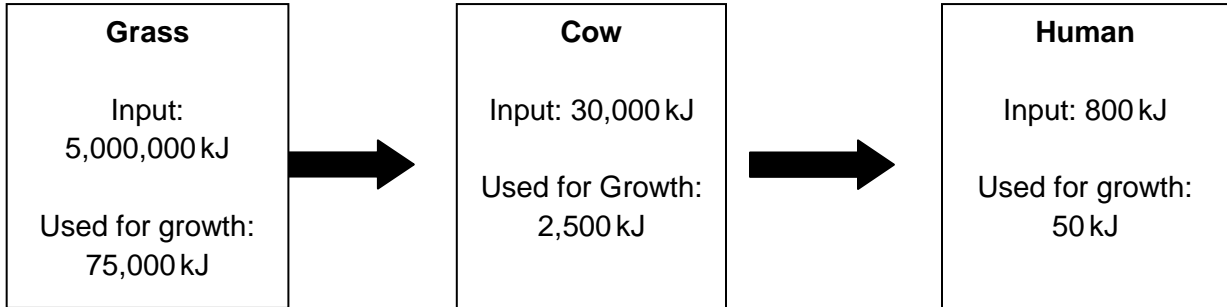 Grass
Input:
5,000,000 kJ
Used for growth:
75,000 kJ
Cow
Input: 30,000 kJ
Used for Growth:
2,500 kJ
Human
Input: 800 kJ
Used for growth:
50 kJ